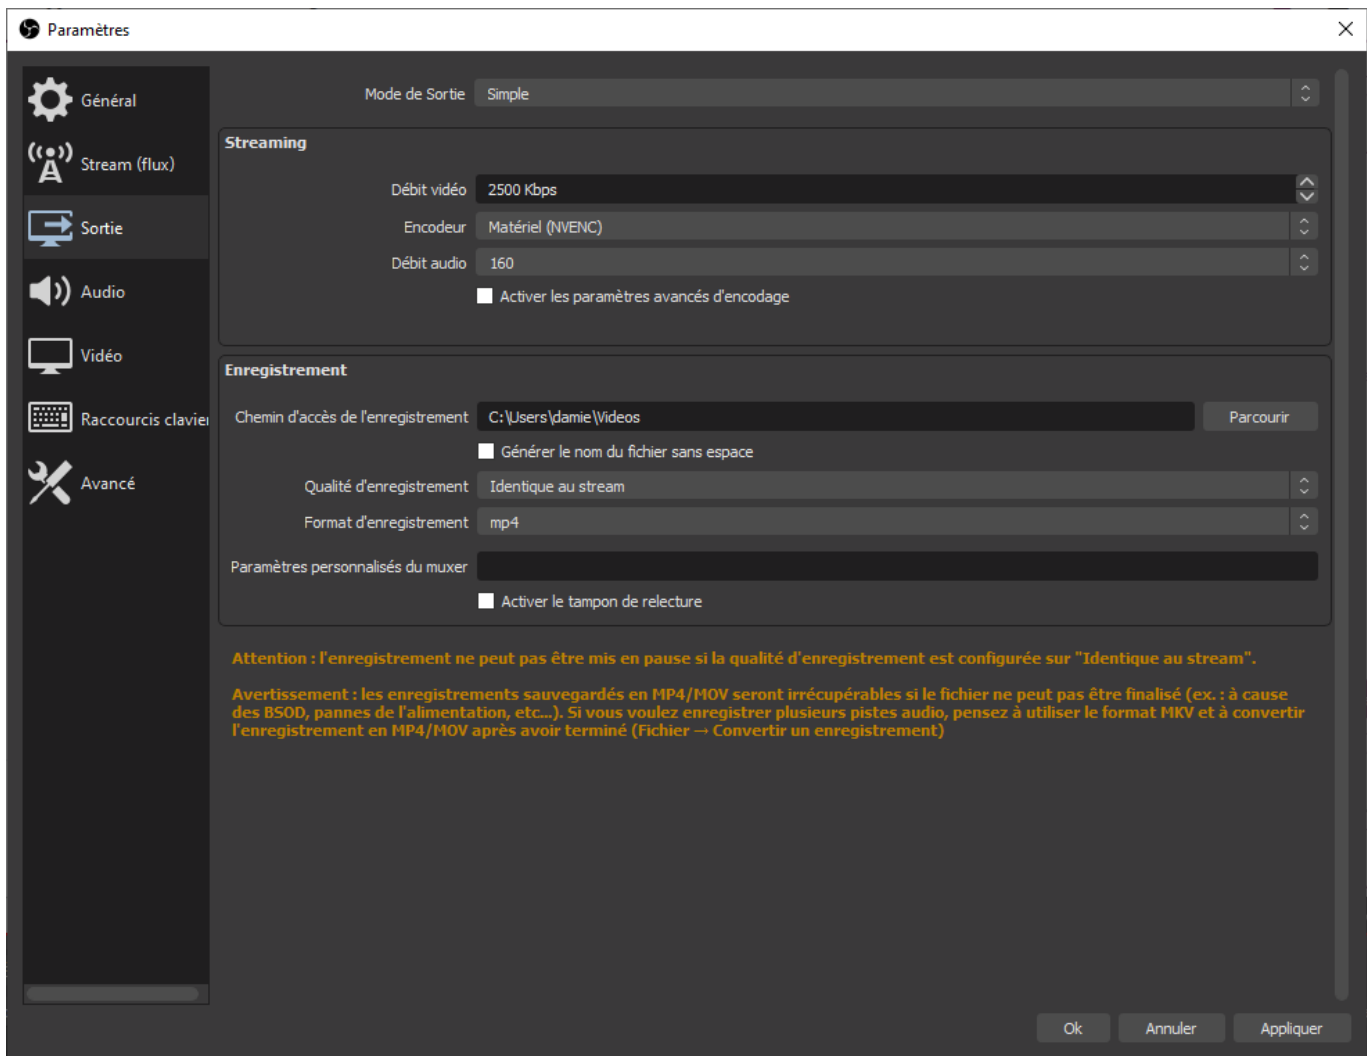 Paramètres
Général
Stream (flux)
Sortie
Audio
Vidéo
Raccourcis clavier
Avancé
Mode de Sortie Simple
Streaming
Débit vidéo 2500 Kbps
Encodeur Matériel (NVENC)
Débit audio 160
Activer les paramètres avancés d'encodage
Enregistrement
Chemin d'accès de l'enregistrement C:\Users\damie\Videos Parcourir
Générer le nom du fichier sans espace
Qualité d'enregistrement Identique au stream
Format d'enregistrement mp4
Paramètres personnalisés du muxer
Activer le tampon de relecture
Attention : l'enregistrement ne peut pas être mis en pause si la qualité d'enregistrement est configurée sur "Identique au stream".
Avertissement : les enregistrements sauvegardés en MP4/MOV seront irrécupérables si le fichier ne peut pas être finalisé (ex. : à cause
des BSOD, pannes de l'alimentation, etc...). Si vous voulez enregistrer plusieurs pistes audio, pensez à utiliser le format MKV et à convertir
l'enregistrement en MP4/MOV après avoir terminé (Fichier → Convertir un enregistrement)
Ok Annuler Appliquer